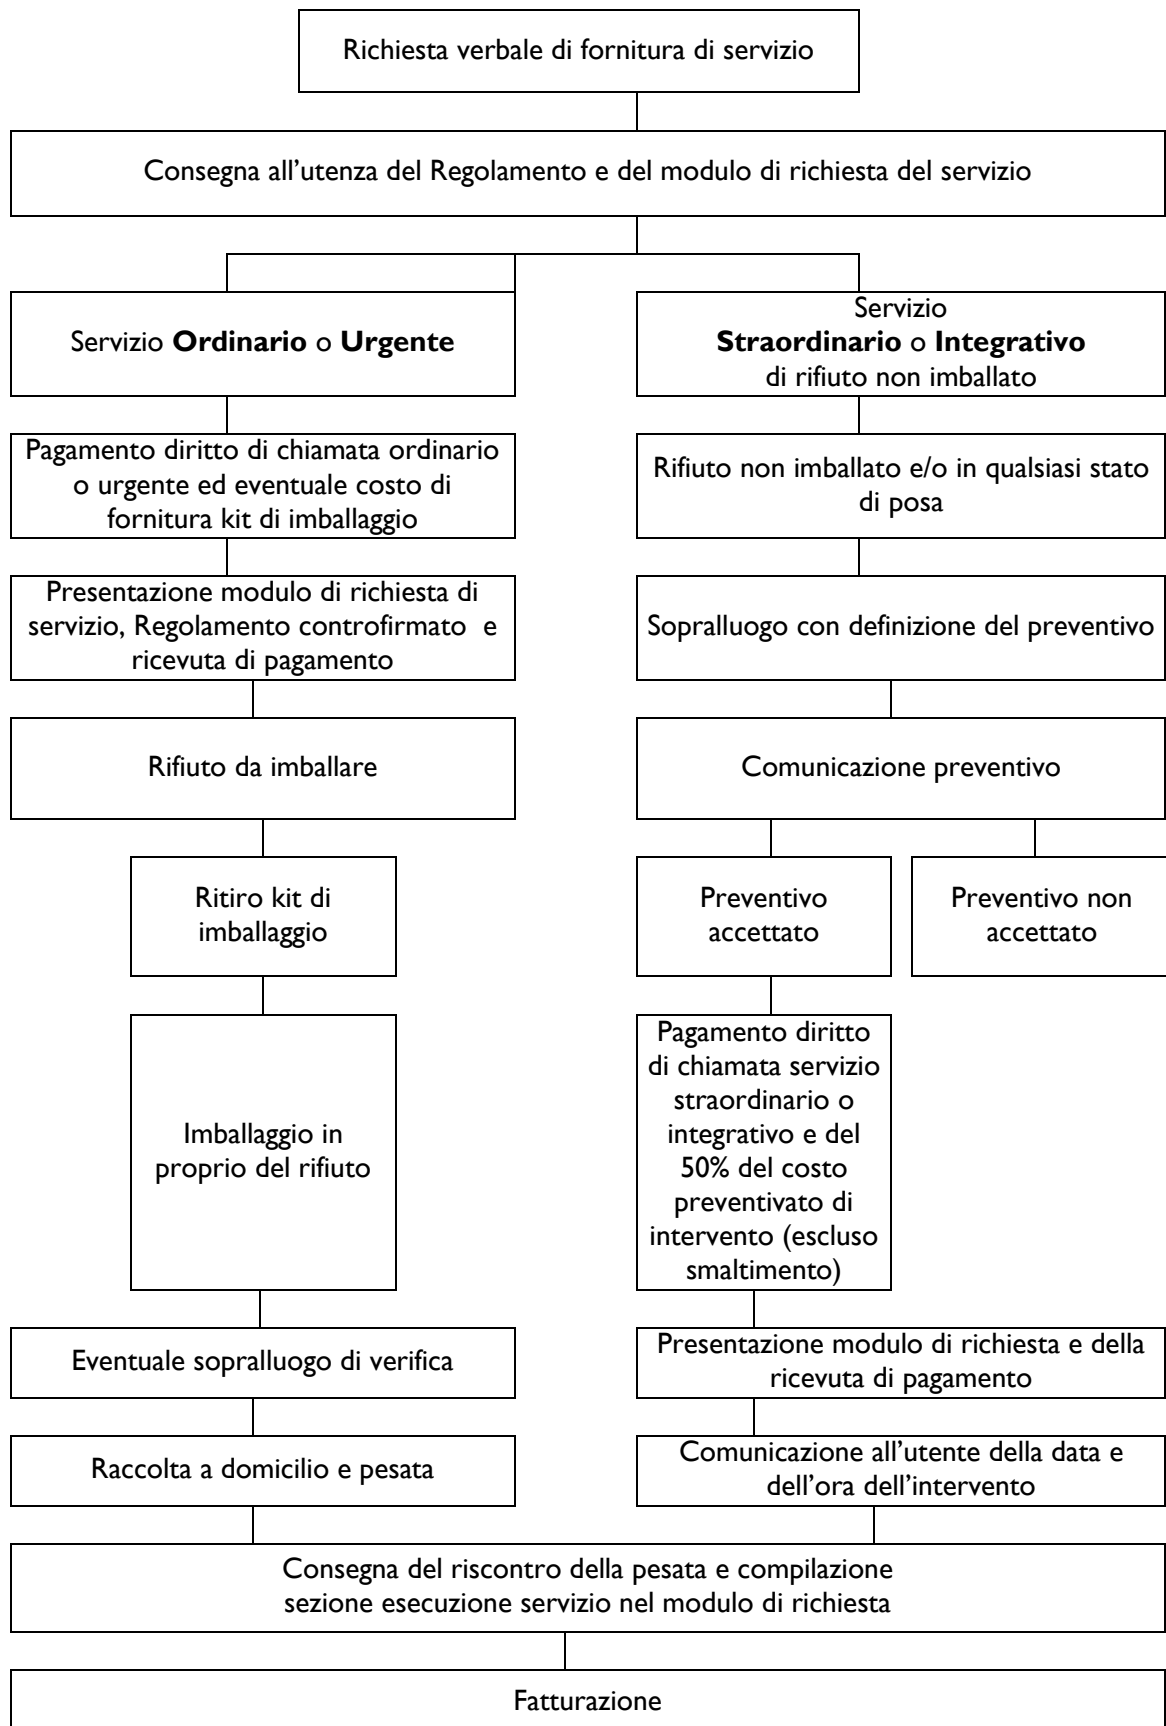 Richiesta verbale di fornitura di servizio
Consegna all’utenza del Regolamento e del modulo di richiesta del servizio
Servizio Ordinario o Urgente
Servizio
Straordinario o Integrativo
di rifiuto non imballato
Pagamento diritto di chiamata ordinario
o urgente ed eventuale costo di
fornitura kit di imballaggio
Rifiuto non imballato e/o in qualsiasi stato
di posa
Presentazione modulo di richiesta di
servizio, Regolamento controfirmato e
ricevuta di pagamento
Sopralluogo con definizione del preventivo
Rifiuto da imballare
Comunicazione preventivo
Ritiro kit di
imballaggio
Preventivo
accettato
Preventivo non
accettato
Imballaggio in
proprio del rifiuto
Pagamento diritto
di chiamata servizio
straordinario o
integrativo e del
50% del costo
preventivato di
intervento (escluso
smaltimento)
Eventuale sopralluogo di verifica
Presentazione modulo di richiesta e della
ricevuta di pagamento
Raccolta a domicilio e pesata
Comunicazione all’utente della data e
dell’ora dell’intervento
Consegna del riscontro della pesata e compilazione
sezione esecuzione servizio nel modulo di richiesta
Fatturazione